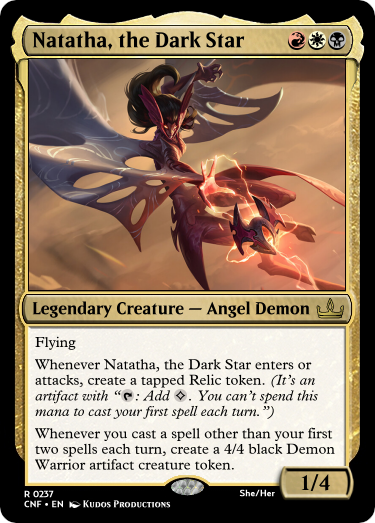 Natatha, the Dark Star
Legendary Creature — Angel Demon
Flying
Whenever Natatha, the Dark Star enters or
attacks, create a tapped Relic token. (It's an
artifact with “: Add . You can't spend this
mana to cast your first spell each turn.”)
Whenever you cast a spell other than your first
two spells each turn, create a 4/4 black Demon
Warrior artifact creature token.
1/4
R 0237
CNF • EN Kudos Productions
She/Her